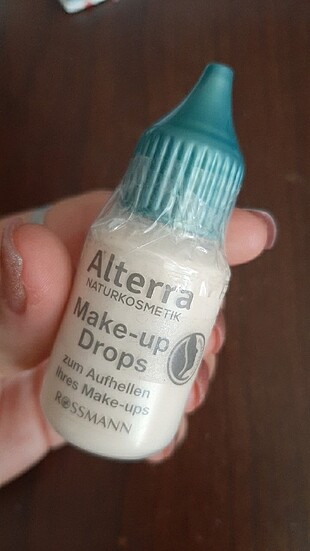 Alterra
NATURKOSMETIK
Make-up
Drops
zum Aufhellen
Ihres Make-ups
ROSSMANN